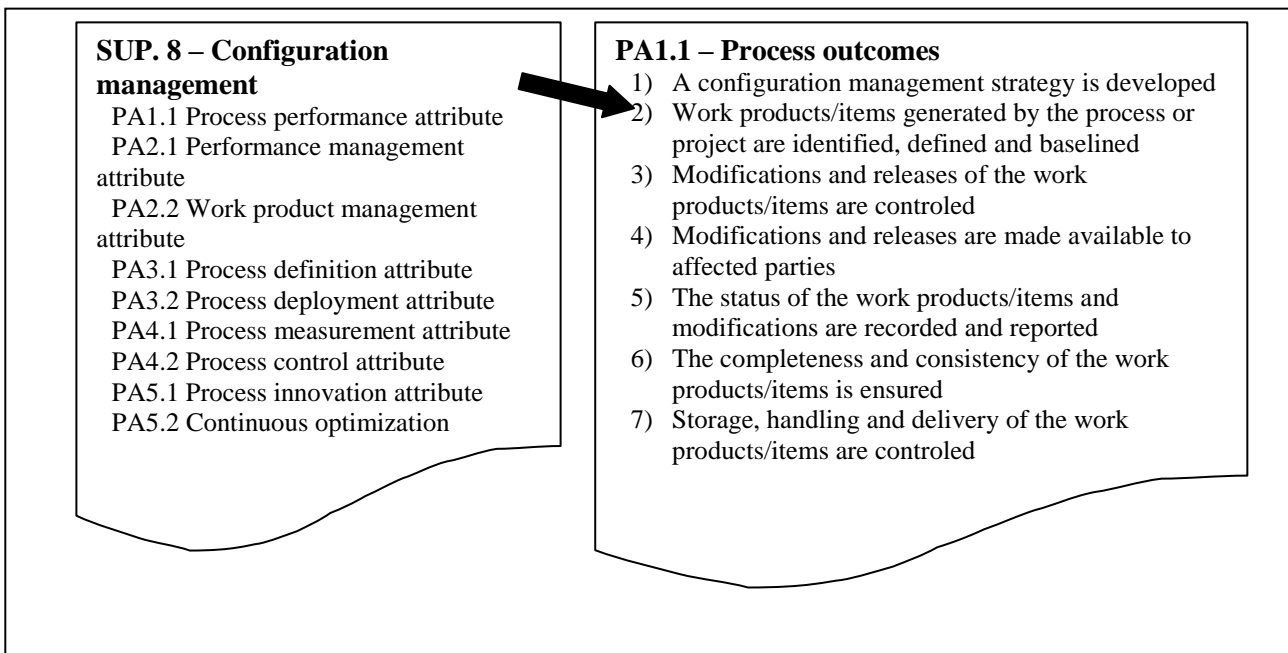 SUP. 8 – Configuration
management
PA1.1 Process performance attribute
PA2.1 Performance management
attribute
PA2.2 Work product management
attribute
PA3.1 Process definition attribute
PA3.2 Process deployment attribute
PA4.1 Process measurement attribute
PA4.2 Process control attribute
PA5.1 Process innovation attribute
PA5.2 Continuous optimization
PA1.1 – Process outcomes
1) A configuration management strategy is developed
2) Work products/items generated by the process or
project are identified, defined and baselined
3) Modifications and releases of the work
products/items are controled
4) Modifications and releases are made available to
affected parties
5) The status of the work products/items and
modifications are recorded and reported
6) The completeness and consistency of the work
products/items is ensured
7) Storage, handling and delivery of the work
products/items are controled